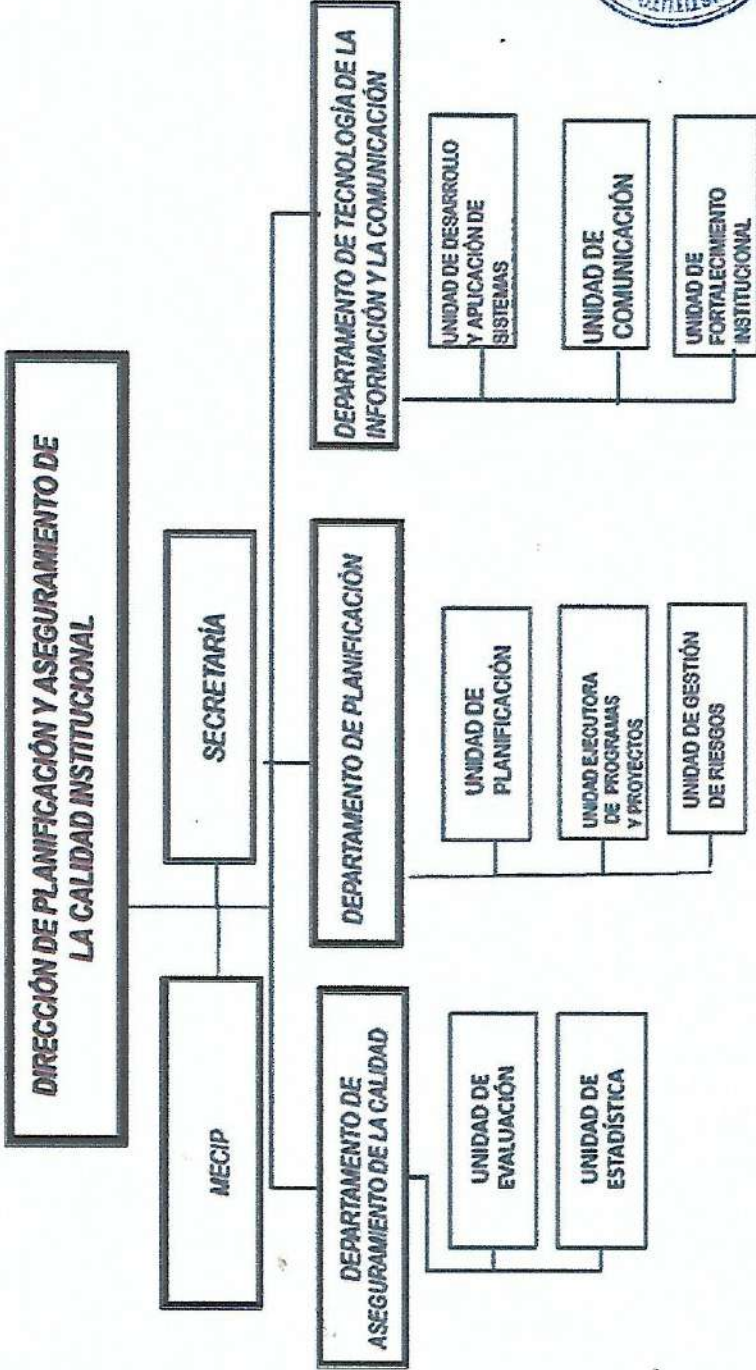 DIRECCIÓN DE PLANIFICACIÓN Y ASEGURAMIENTO DE
LA CALIDAD INSTITUCIONAL
MECIP
SECRETARÍA
DEPARTAMENTO DE
ASEGURAMIENTO DE LA CALIDAD
UNIDAD DE
EVALUACIÓN
UNIDAD DE
ESTADÍSTICA
DEPARTAMENTO DE PLANIFICACIÓN
UNIDAD DE
PLANIFICACIÓN
UNIDAD EJECUTORA
DE PROGRAMAS
Y PROYECTOS
UNIDAD DE GESTIÓN
DE RIESGOS
DEPARTAMENTO DE TECNOLOGÍA DE LA
INFORMACIÓN Y LA COMUNICACIÓN
UNIDAD DE DESARROLLO
Y APLICACIÓN DE
SISTEMAS
UNIDAD DE
COMUNICACIÓN
UNIDAD DE
FORTALECIMIENTO
INSTITUCIONAL